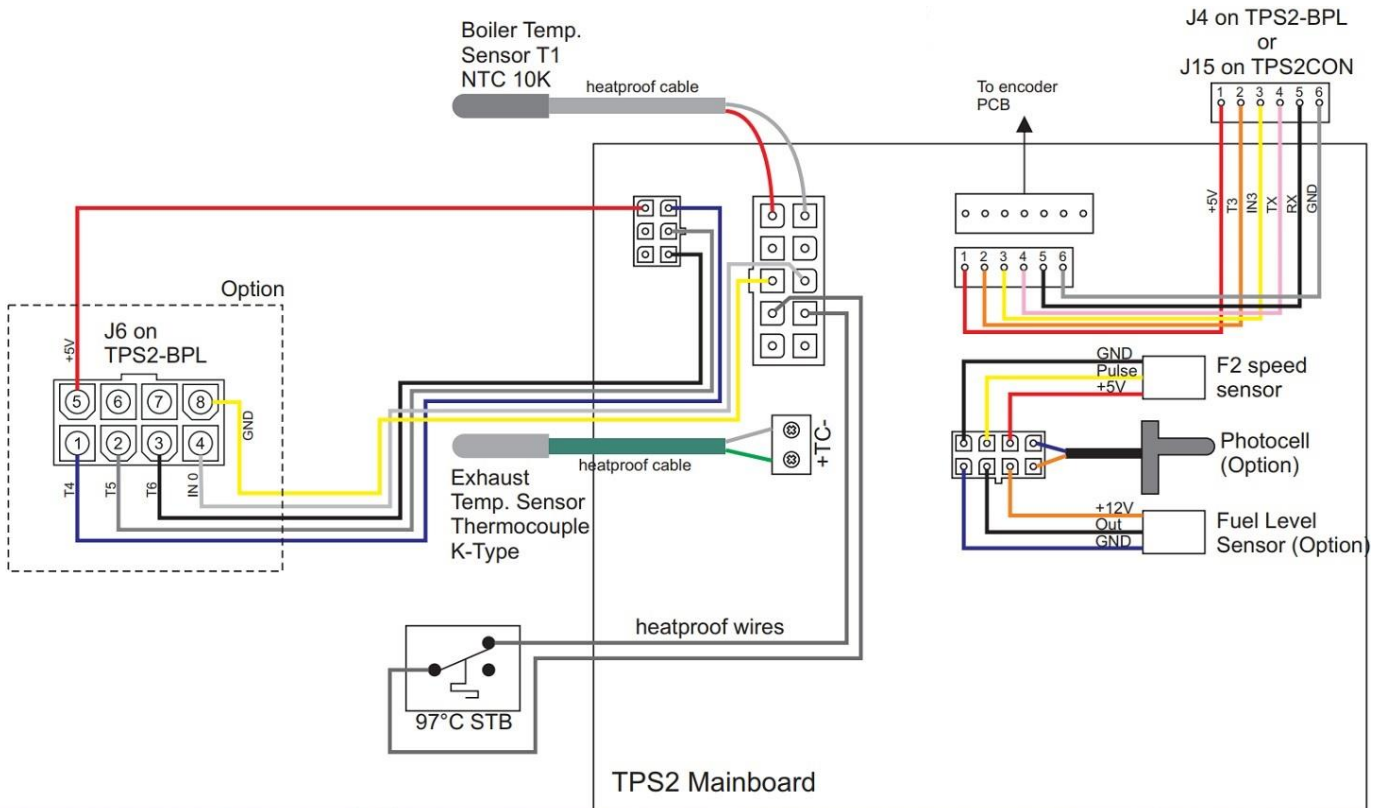 J4 on TPS2-BPL
or
J15 on TPS2CON
1 2 3 4 5 6
Boiler Temp.
Sensor T1
NTC 10K
heatproof cable
To encoder
PCB
+5V
T3
IN3
TX
RX
GND
1 2 3 4 5 6
Option
J6 on
TPS2-BPL
+5V
5 6 7 8
GND
1 2 3 4
T4
T5
T6
IN 0
GND
Pulse
+5V
F2 speed
sensor
+TC-
heatproof cable
Exhaust
Temp. Sensor
Thermocouple
K-Type
Photocell
(Option)
+12V
Out
GND
Fuel Level
Sensor (Option)
heatproof wires
97°C STB
TPS2 Mainboard